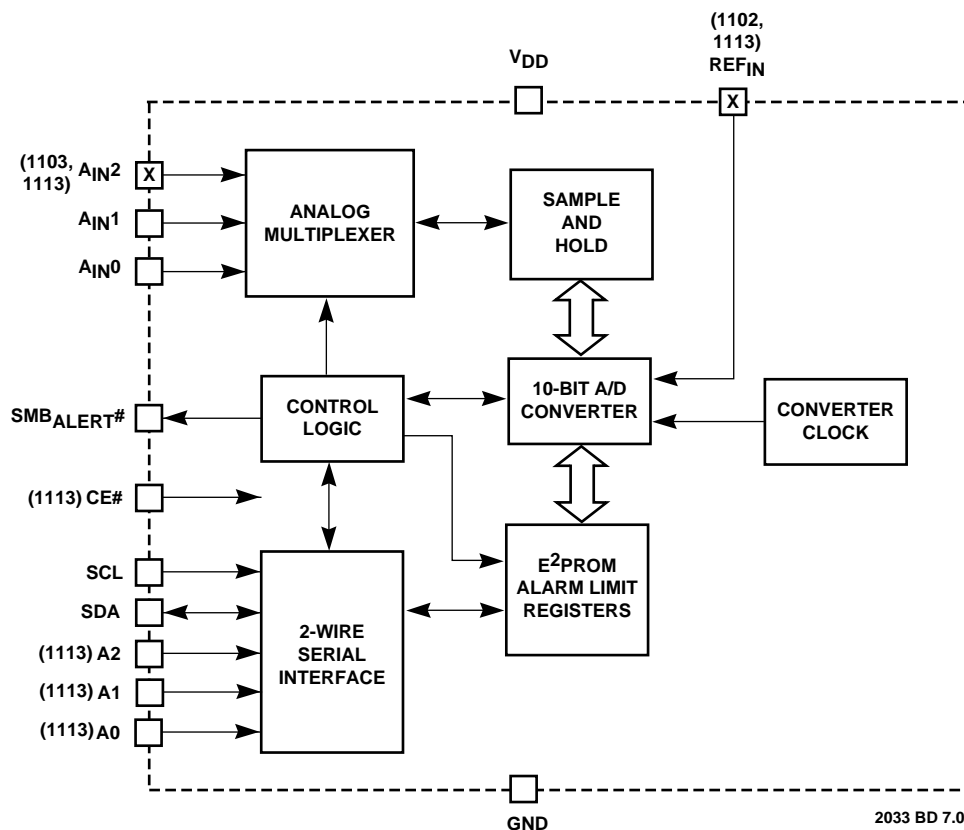 (1102,
1113)
REFIN
VDD
X
(1103,
1113) AIN2
X
AIN1
AIN0
ANALOG
MULTIPLEXER
SAMPLE
AND
HOLD
SMBALERT#
CONTROL
LOGIC
10-BIT A/D
CONVERTER
CONVERTER
CLOCK
(1113) CE#
SCL
SDA
(1113) A2
(1113) A1
(1113) A0
2-WIRE
SERIAL
INTERFACE
E2PROM
ALARM LIMIT
REGISTERS
GND
2033 BD 7.0